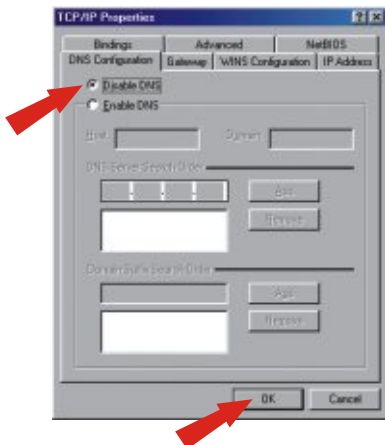 TCP/IP Properties
Bindings Advanced NetBIOS
DNS Configuration Gateway WINS Configuration IP Address
Disable DNS
Enable DNS
Host: Domain:
DNS Server Search Order
Add
Remove
Domain Suffix Search Order
Add
Remove
OK Cancel